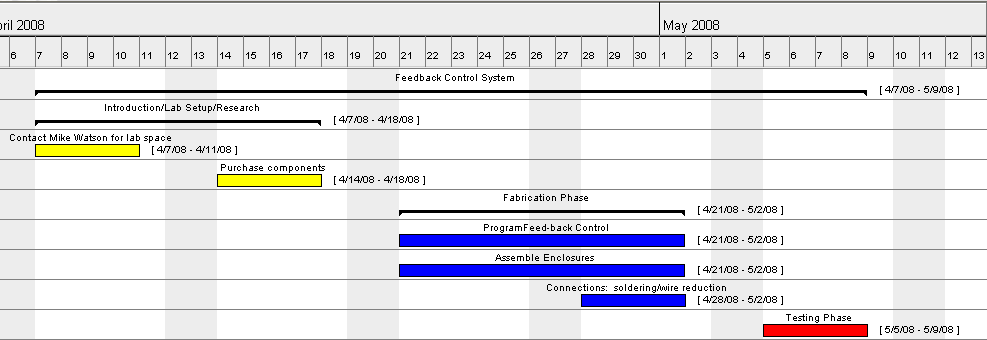 pril 2008 May 2008
6 7 8 9 10 11 12 13 14 15 16 17 18 19 20 21 22 23 24 25 26 27 28 29 30 1 2 3 4 5 6 7 8 9 10 11 12 13
Feedback Control System
[ 4/7/08 - 5/9/08 ]
Introduction/Lab Setup/Research
[ 4/7/08 - 4/18/08 ]
Contact Mike Watson for lab space
[ 4/7/08 - 4/11/08 ]
Purchase components
[ 4/14/08 - 4/18/08 ]
Fabrication Phase
[ 4/21/08 - 5/2/08 ]
ProgramFeed-back Control
[ 4/21/08 - 5/2/08 ]
Assemble Enclosures
[ 4/21/08 - 5/2/08 ]
Connections: soldering/wire reduction
[ 4/28/08 - 5/2/08 ]
Testing Phase
[ 5/5/08 - 5/9/08 ]